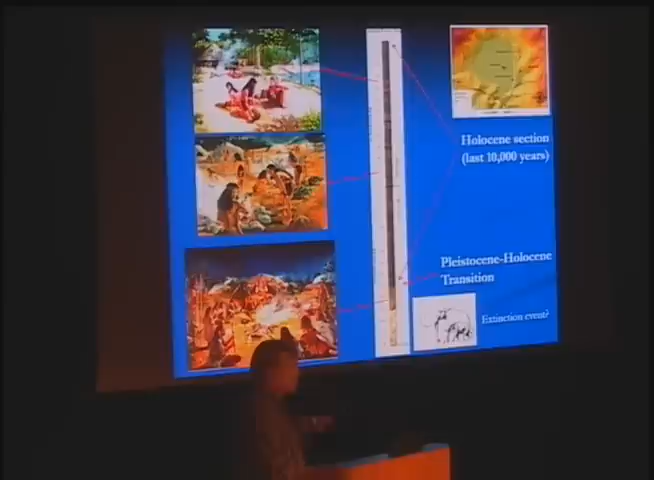 Holocene section
(last 10,000 years)
Pleistocene-Holocene
Transition
Extinction event?